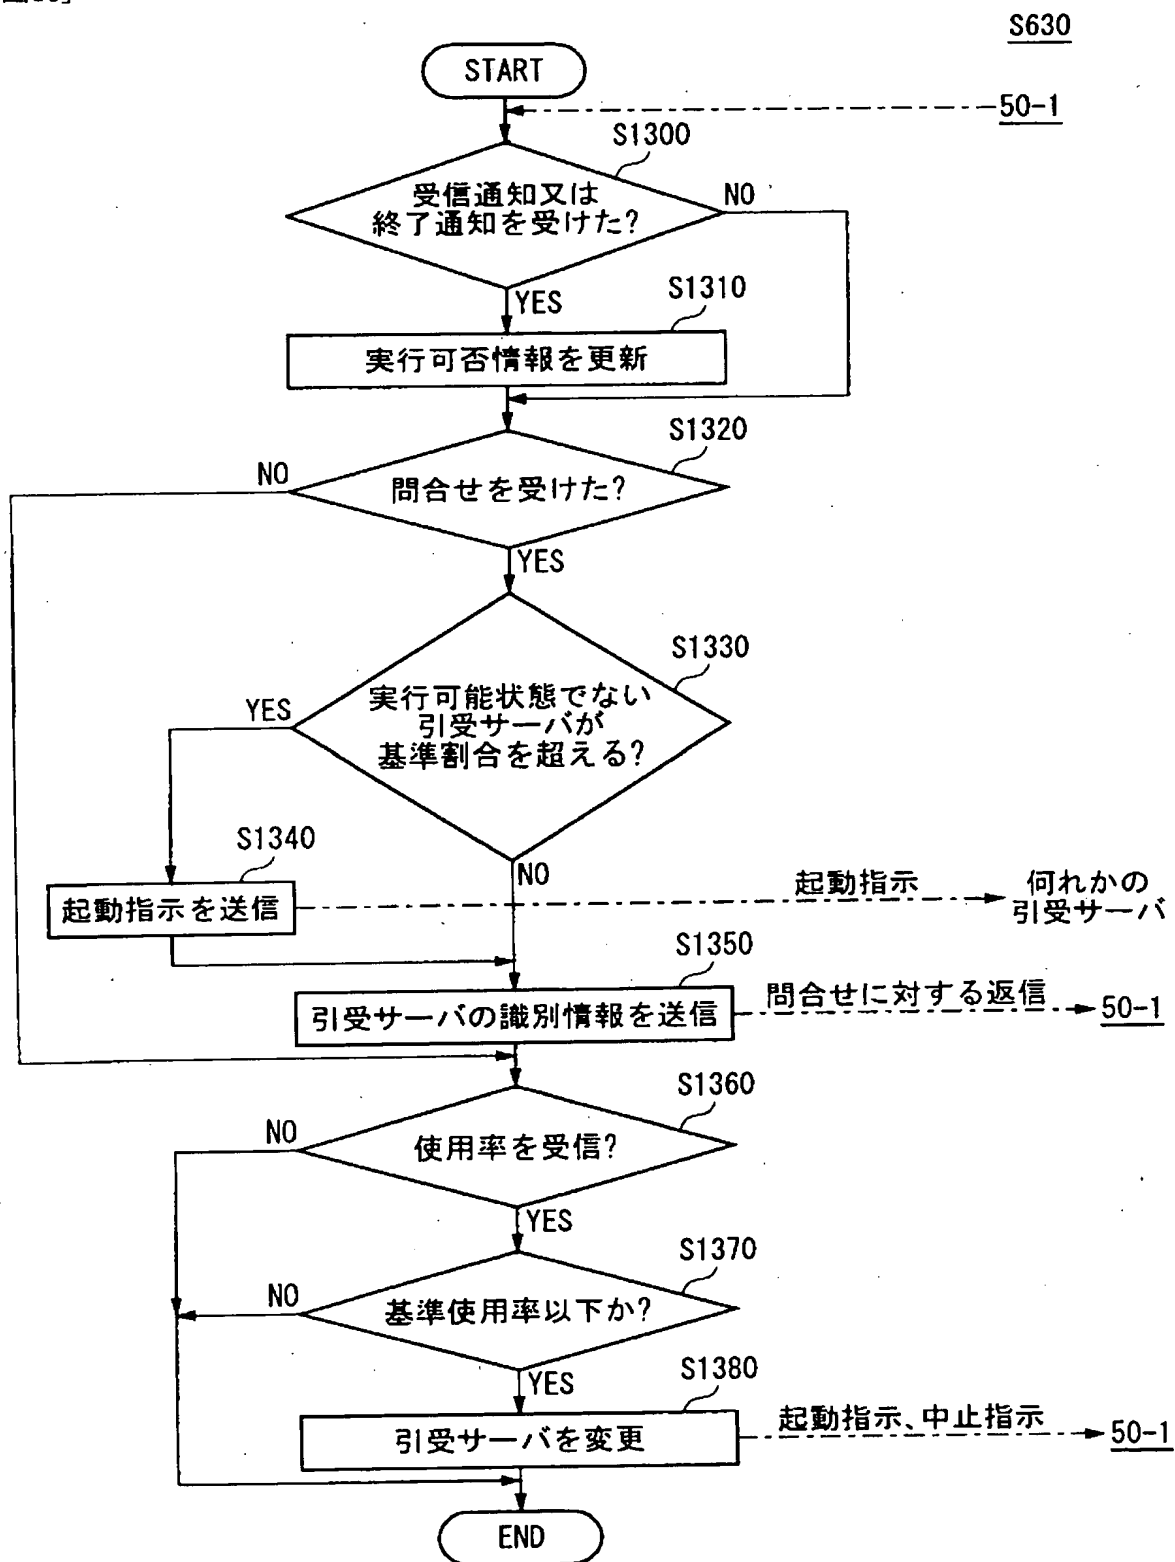 S630
START
50-1
S1300
受信通知又は
終了通知を受けた?
NO
YES
S1310
実行可否情報を更新
S1320
NO
問合せを受けた?
YES
S1330
YES
実行可能状態でない
引受サーバが
基準割合を超える?
S1340
NO
起動指示を送信
起動指示
何れかの
引受サーバ
S1350
引受サーバの識別情報を送信
問合せに対する返信
50-1
S1360
NO
使用率を受信?
YES
S1370
NO
基準使用率以下か?
YES
S1380
引受サーバを変更
起動指示、中止指示
50-1
END